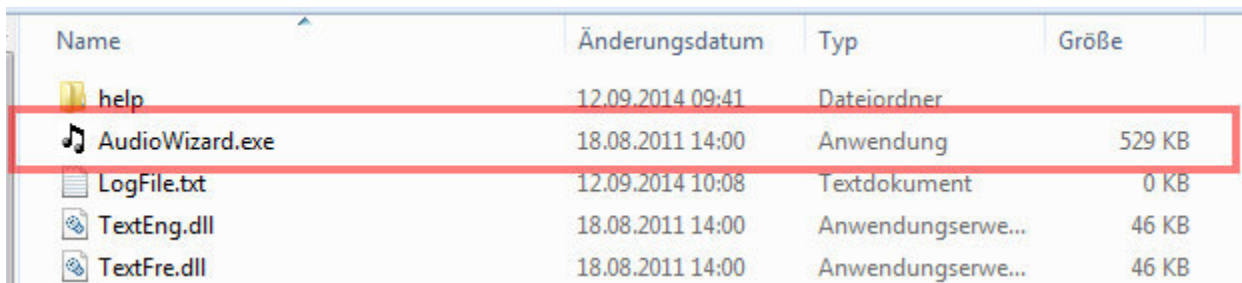 Name Änderungsdatum Typ Größe
help 12.09.2014 09:41 Dateiordner
AudioWizard.exe 18.08.2011 14:00 Anwendung 529 KB
LogFile.txt 12.09.2014 10:08 Textdokument 0 KB
TextEng.dll 18.08.2011 14:00 Anwendungserwe... 46 KB
TextFre.dll 18.08.2011 14:00 Anwendungserwe... 46 KB